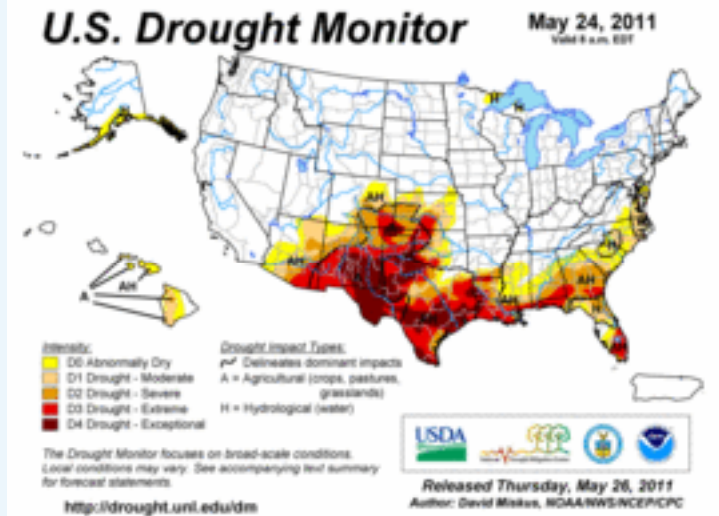 U.S. Drought Monitor
May 24, 2011
Valid 8 a.m. EDT
H
H
AH
AH
H
AH
AH
H
AH
A
AH
Intensity:
D0 Abnormally Dry
D1 Drought - Moderate
D2 Drought - Severe
D3 Drought - Extreme
D4 Drought - Exceptional
Drought Impact Types:
Delineates dominant impacts
A = Agricultural (crops, pastures,
grasslands)
H = Hydrological (water)
The Drought Monitor focuses on broad-scale conditions.
Local conditions may vary. See accompanying text summary
for forecast statements.
http://drought.unl.edu/dm
USDA
Released Thursday, May 26, 2011
Author: David Miskus, NOAA/NWS/NCEP/CPC